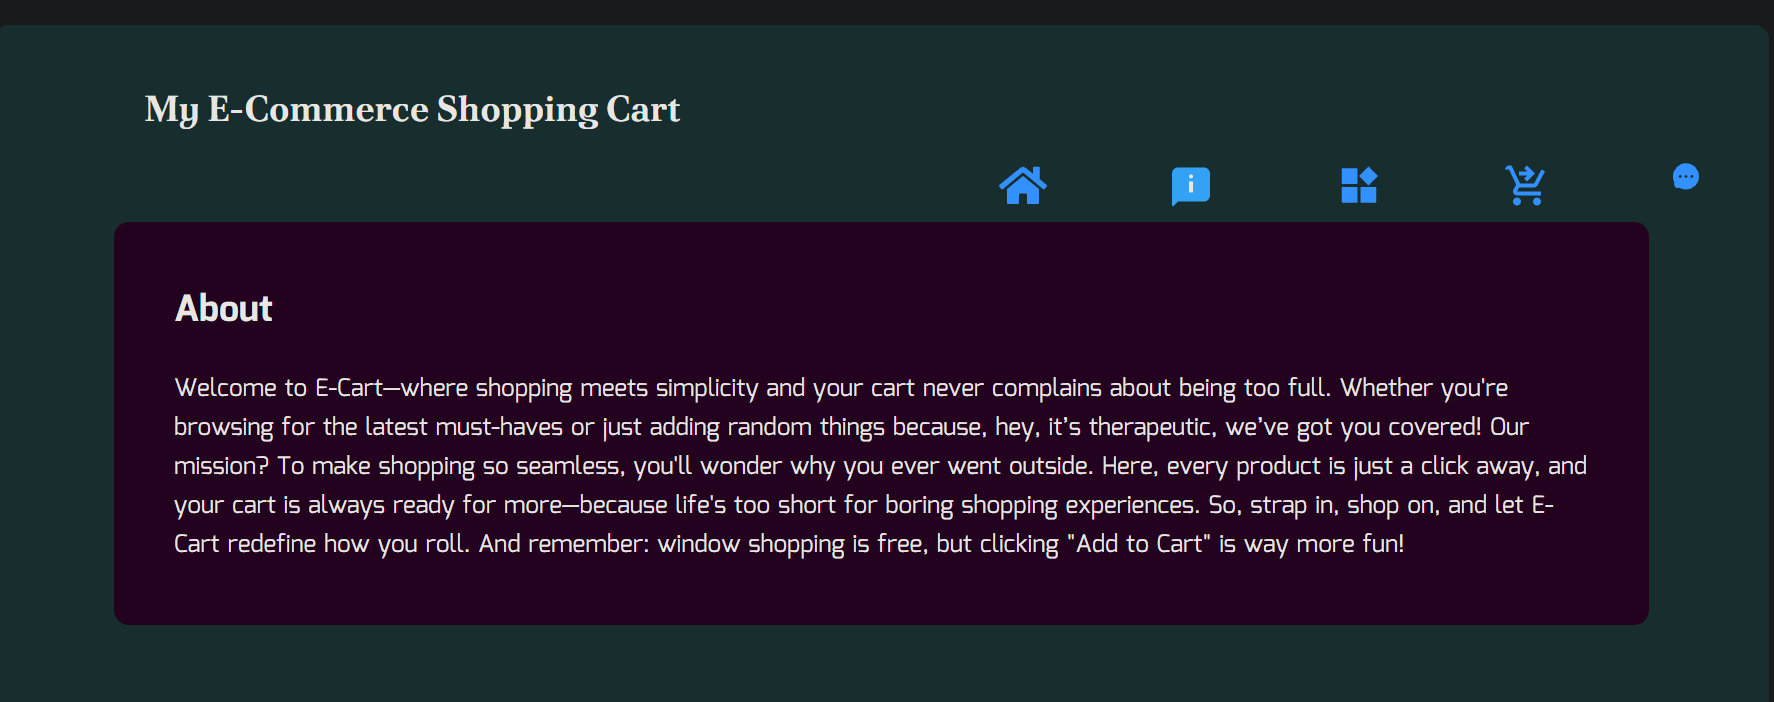 My E-Commerce Shopping Cart
i
About
Welcome to E-Cart—where shopping meets simplicity and your cart never complains about being too full. Whether you're
browsing for the latest must-haves or just adding random things because, hey, it's therapeutic, we've got you covered! Our
mission? To make shopping so seamless, you'll wonder why you ever went outside. Here, every product is just a click away, and
your cart is always ready for more—because life's too short for boring shopping experiences. So, strap in, shop on, and let E-
Cart redefine how you roll. And remember: window shopping is free, but clicking "Add to Cart" is way more fun!